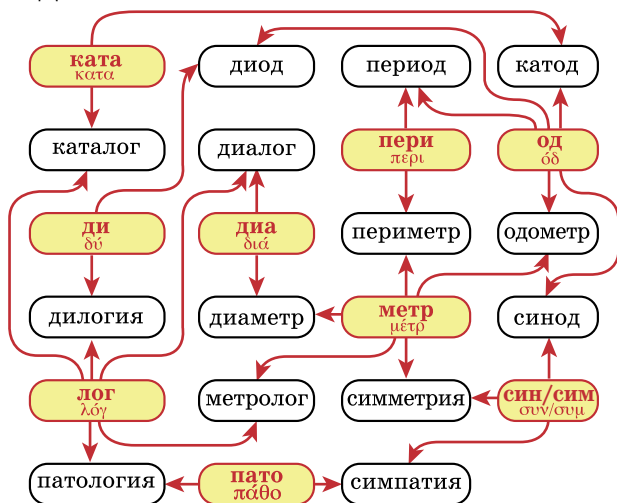 ката
κατα
диод
период
катод
каталог
диалог
пери
περι
од
όδ
ди
δύ
диа
διά
периметр
одометр
дилогия
диаметр
метр
μέτρ
синод
лог
λόγ
метролог
симметрия
син/сим
συν/συμ
патология
пато
πάθο
симпатия